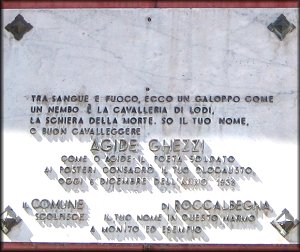 TRA SANGUE E FUOCO, ECCO UN GALOPPO COME
UN NEMBO. È LA CAVALLERIA DI LODI,
LA SCHIERA DELLA MORTE. SO IL TUO NOME,
O BUON CAVALLEGGERE
AGIDE GHEZZI
COME O AGIDE IL POETA SOLDATO
AI POSTERI CONSACRO IL TUO OLOCAUSTO
OGGI 8 DICEMBRE DELL'ANNO 1938
IL COMUNE DI ROCCALBEGNA
SCOLPISCE IL TUO NOME IN QUESTO MARMO
A MONITO ED ESEMPIO